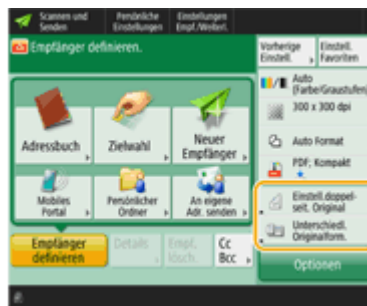 Scannen und
Senden
Persönliche
Einstellungen
Einstellungen
Empf./Weiterl.
Empfänger definieren.
Vorherige
Einstell.
Einstell.
Favoriten
Auto
(Farbe/Graustufen)
300 x 300 dpi
Auto Format
PDF; Kompakt
Adressbuch
Zielwahl
Neuer
Empfänger
Mobiles
Portal
Persönlicher
Ordner
An eigene
Adr. senden
Einstell.doppel-
seit. Original
Unterschiedl.
Originalform.
Empfänger
definieren
Details
Empf.
lösch.
Cc
Bcc
Optionen